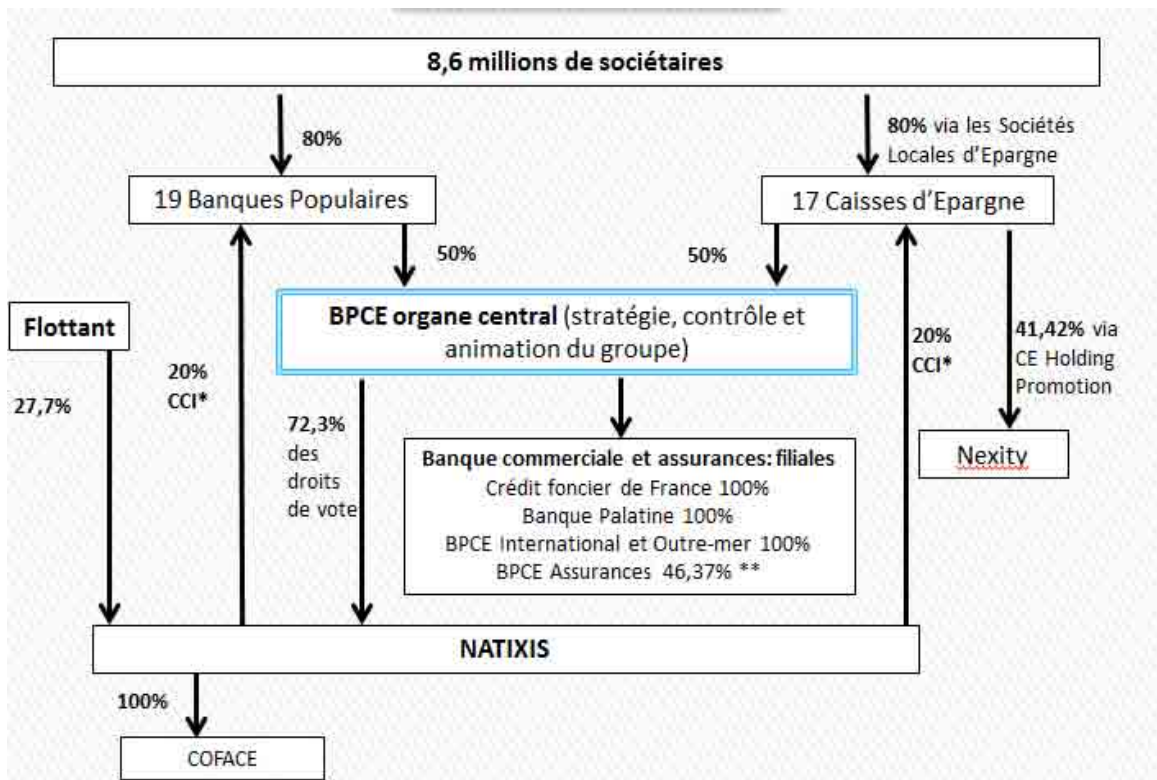 8,6 millions de sociétaires
80%
80% via les Sociétés
Locales d'Epargne
19 Banques Populaires
17 Caisses d'Epargne
50%
50%
Flottant
BPCE organe central (stratégie, contrôle et
animation du groupe)
27,7%
20%
CCI*
72,3%
des
droits
de vote
20%
CCI*
41,42% via
CE Holding
Promotion
Banque commerciale et assurances: filiales
Crédit foncier de France 100%
Banque Palatine 100%
BPCE International et Outre-mer 100%
BPCE Assurances 46,37% **
Nexity
NATIXIS
100%
COFACE